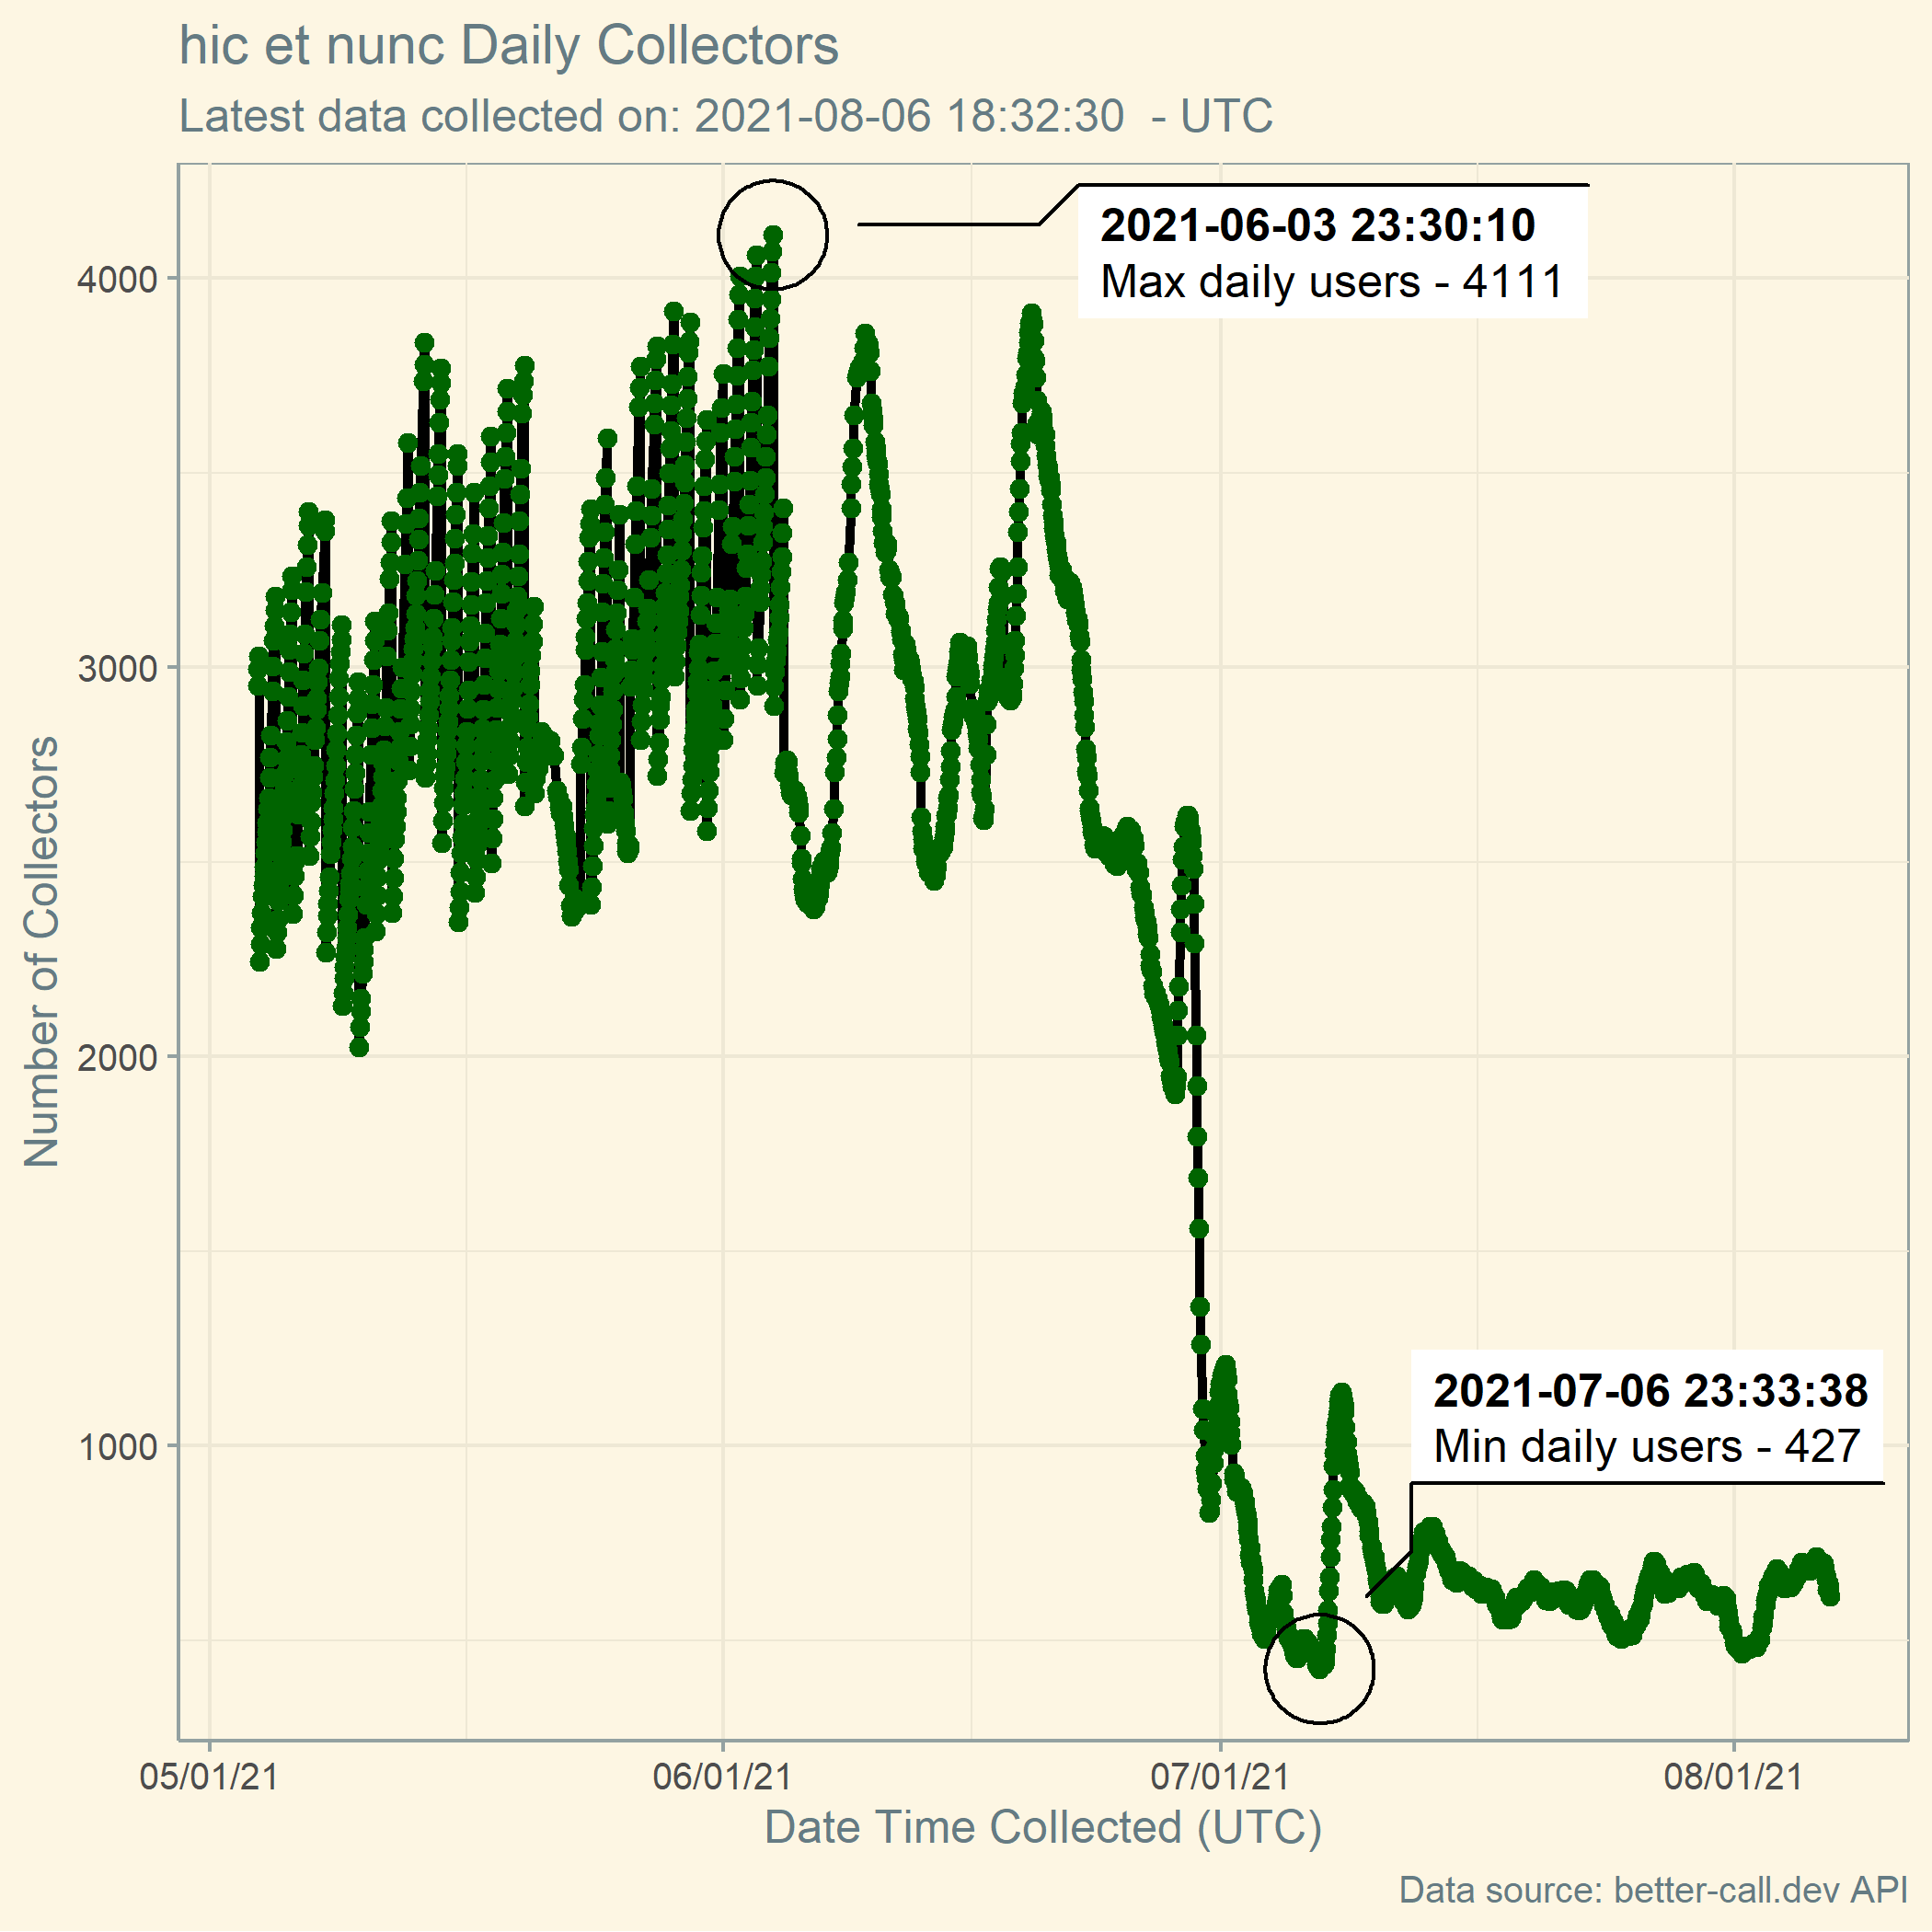 hic et nunc Daily Collectors
Latest data collected on: 2021-08-06 18:32:30  - UTC
2021-06-03 23:30:10
Max daily users - 4111
4000
3000
2000
1000
Number of Collectors
2021-07-06 23:33:38
Min daily users - 427
05/01/21
06/01/21
07/01/21
08/01/21
Date Time Collected (UTC)
Data source: better-call.dev API